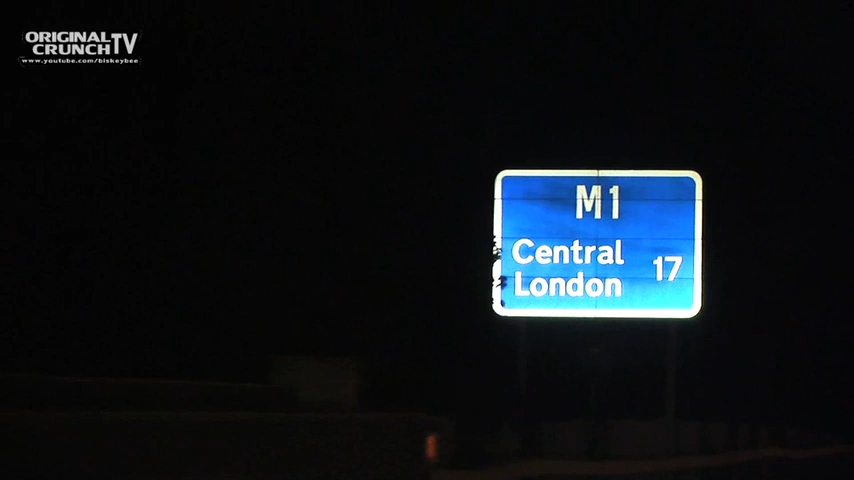 ORIGINAL
CRUNCH TV
www.youtube.com/biskeybee
M1
Central
London 17